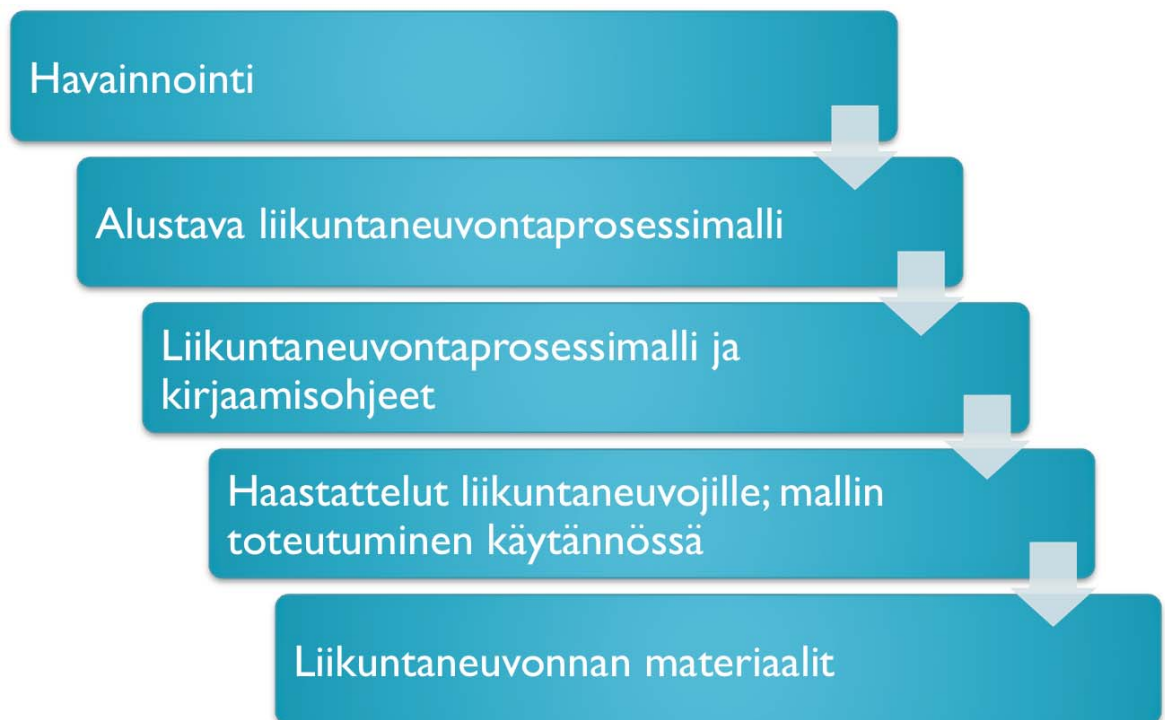 Havainnointi
Alustava liikuntaneuvontaprosessimalli
Liikuntaneuvontaprosessimalli ja
kirjaamisohjeet
Haastattelut liikuntaneuvojille; mallin
toteutuminen käytännössä
Liikuntaneuvonnan materiaalit